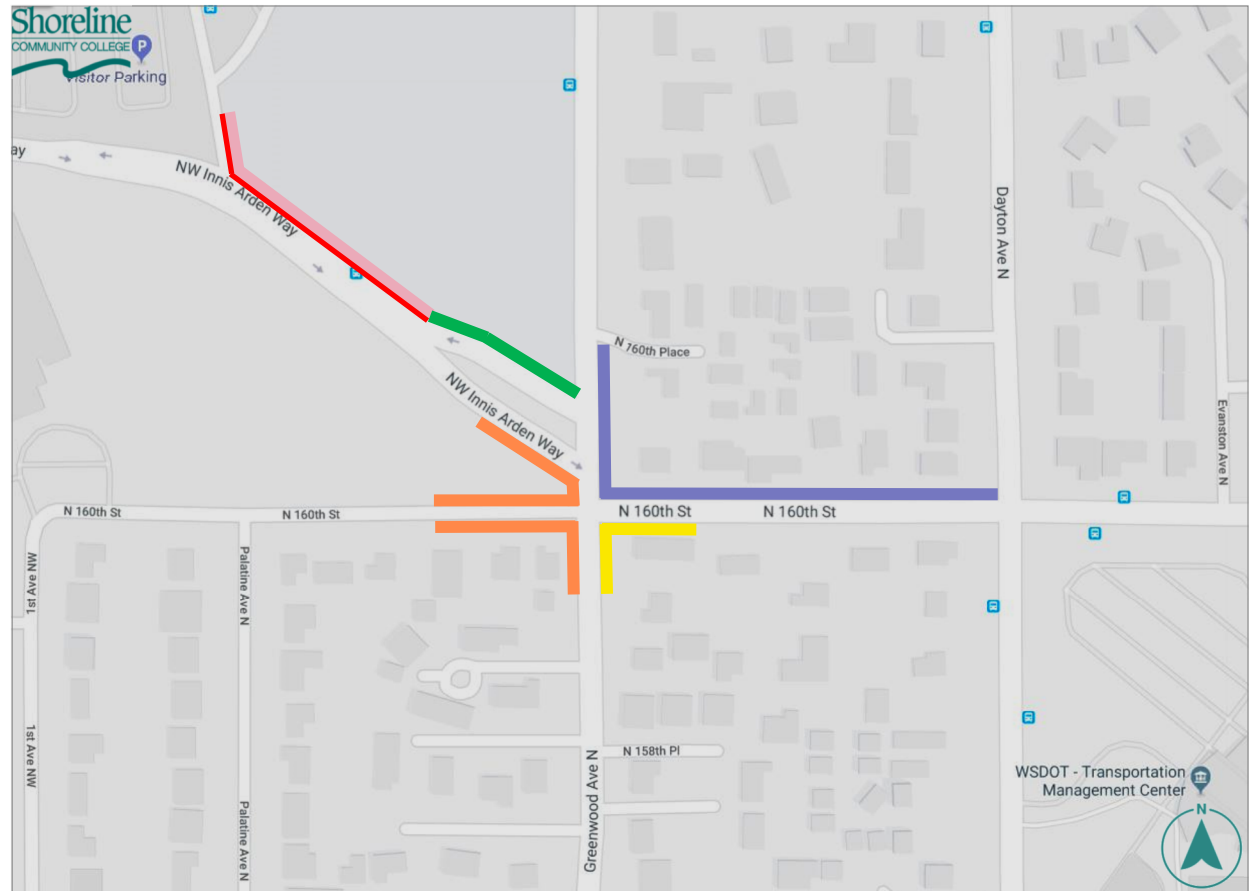 Shoreline
COMMUNITY COLLEGE
P
Visitor Parking
ay
NW Innis Arden Way
Dayton Ave N
N 160th Place
NW Innis Arden Way
Evanston Ave N
N 160th St
N 160th St
N 160th St
N 160th St
1st Ave NW
Palatine Ave N
1st Ave NW
Palatine Ave N
Greenwood Ave N
N 158th Pl
WSDOT - Transportation
Management Center
N